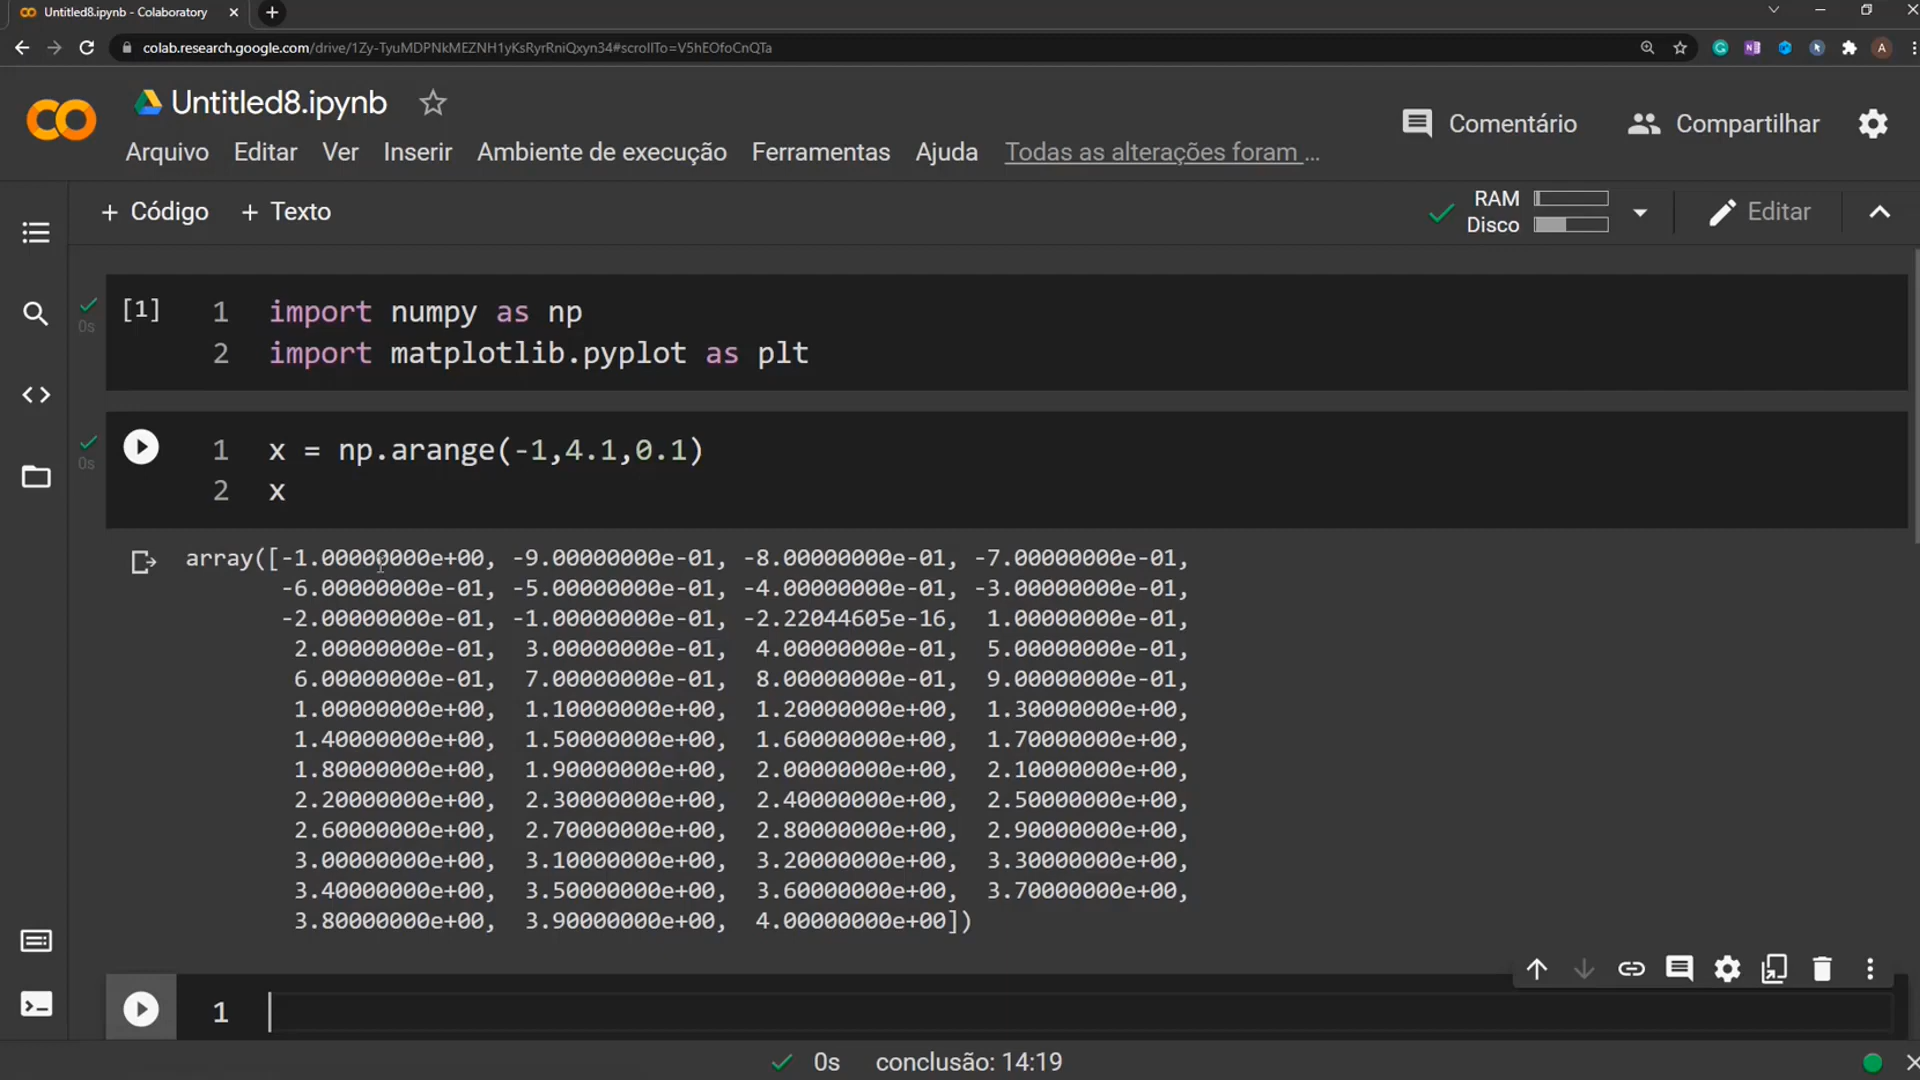 Untitled8.ipynb - Colaboratory
colab.research.google.com/drive/1Zy-TyuMDPNkMEZNH1yKsRyrRniQxyn34#scrollTo=V5hEOfoCnQTa
A
Untitled8.ipynb
Comentário
Compartilhar
Arquivo Editar Ver Inserir Ambiente de execução Ferramentas Ajuda Todas as alterações foram ...
+ Código + Texto
RAM
Disco
Editar
[1] 1 import numpy as np
0s
2 import matplotlib.pyplot as plt
1 x = np.arange(-1,4.1,0.1)
0s
2 x
array([-1.00000000e+00, -9.00000000e-01, -8.00000000e-01, -7.00000000e-01,
-6.00000000e-01, -5.00000000e-01, -4.00000000e-01, -3.00000000e-01,
-2.00000000e-01, -1.00000000e-01, -2.22044605e-16, 1.00000000e-01,
2.00000000e-01, 3.00000000e-01, 4.00000000e-01, 5.00000000e-01,
6.00000000e-01, 7.00000000e-01, 8.00000000e-01, 9.00000000e-01,
1.00000000e+00, 1.10000000e+00, 1.20000000e+00, 1.30000000e+00,
1.40000000e+00, 1.50000000e+00, 1.60000000e+00, 1.70000000e+00,
1.80000000e+00, 1.90000000e+00, 2.00000000e+00, 2.10000000e+00,
2.20000000e+00, 2.30000000e+00, 2.40000000e+00, 2.50000000e+00,
2.60000000e+00, 2.70000000e+00, 2.80000000e+00, 2.90000000e+00,
3.00000000e+00, 3.10000000e+00, 3.20000000e+00, 3.30000000e+00,
3.40000000e+00, 3.50000000e+00, 3.60000000e+00, 3.70000000e+00,
3.80000000e+00, 3.90000000e+00, 4.00000000e+00])
1
0s conclusão: 14:19